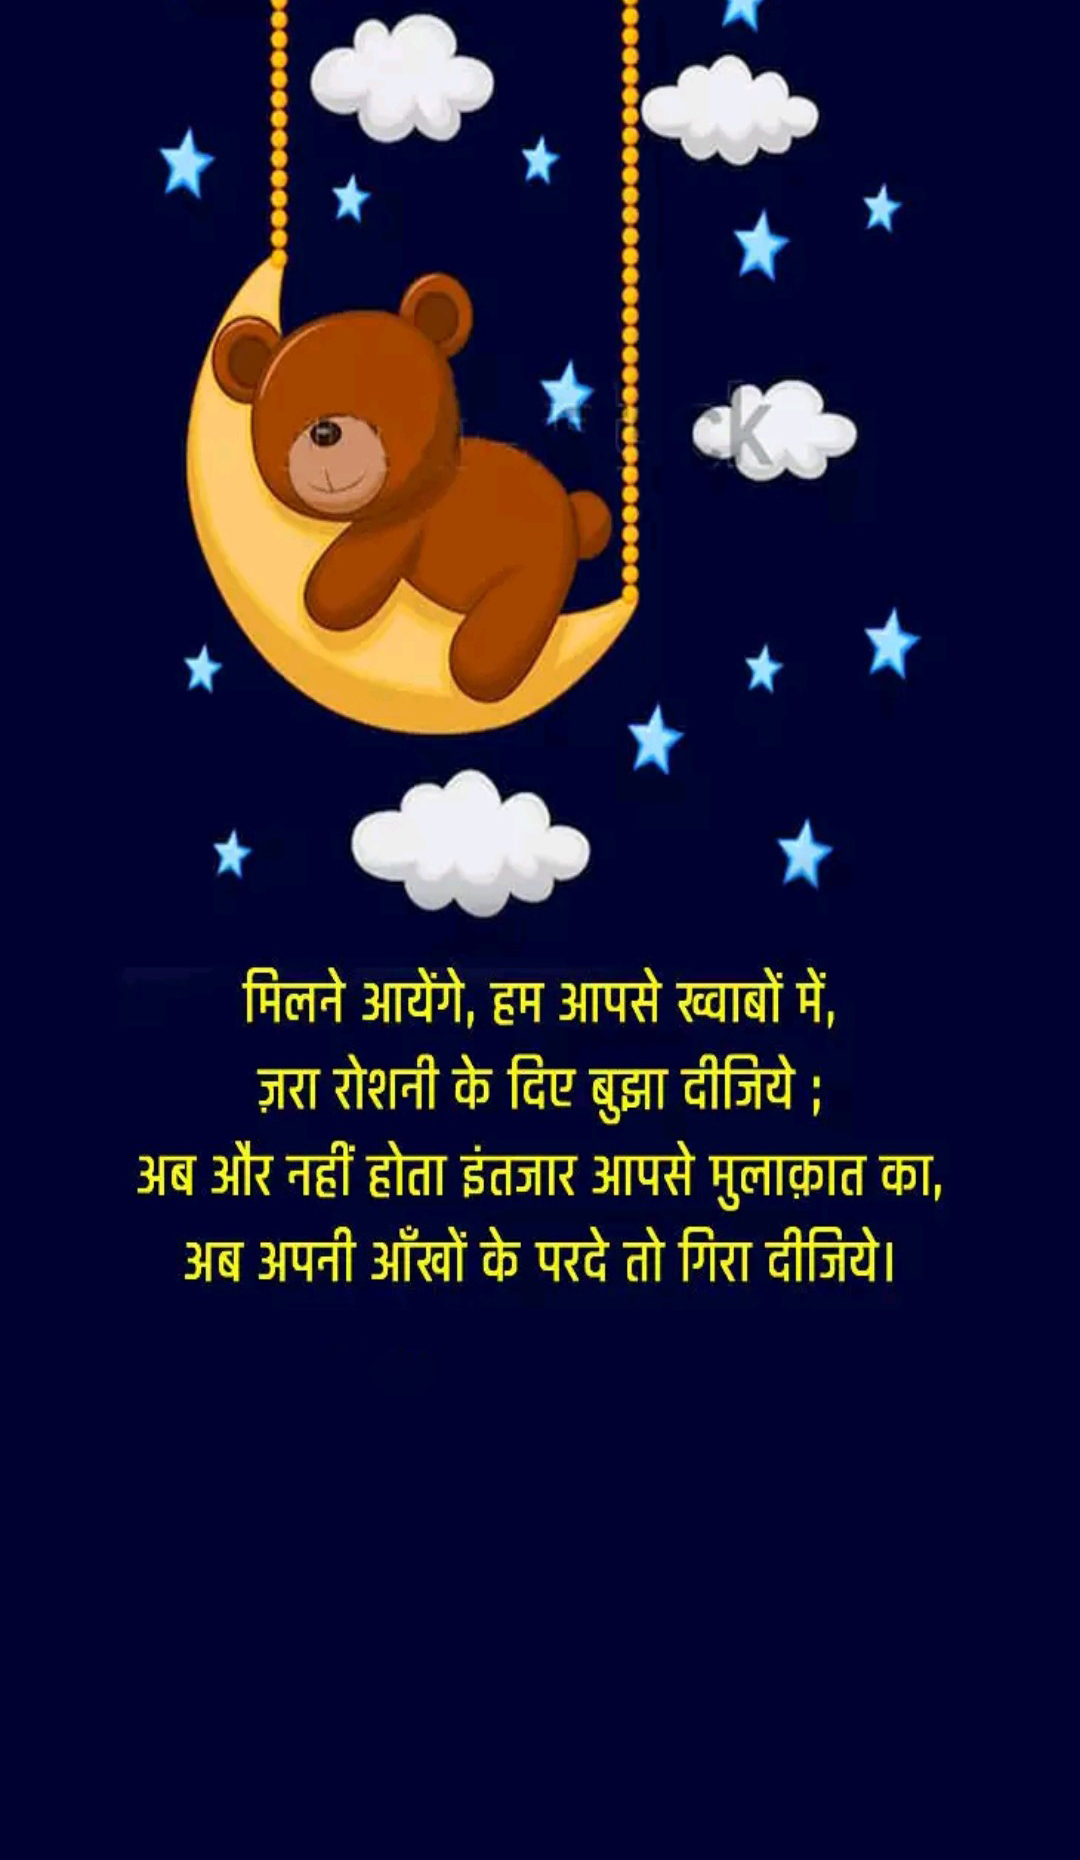 मिलने आयेंगे, हम आपसे ख्वाबों में,
ज़रा रोशनी के दिए बुझा दीजिये ;
अब और नहीं होता इंतजार आपसे मुलाक़ात का,
अब अपनी आँखों के परदे तो गिरा दीजिये।